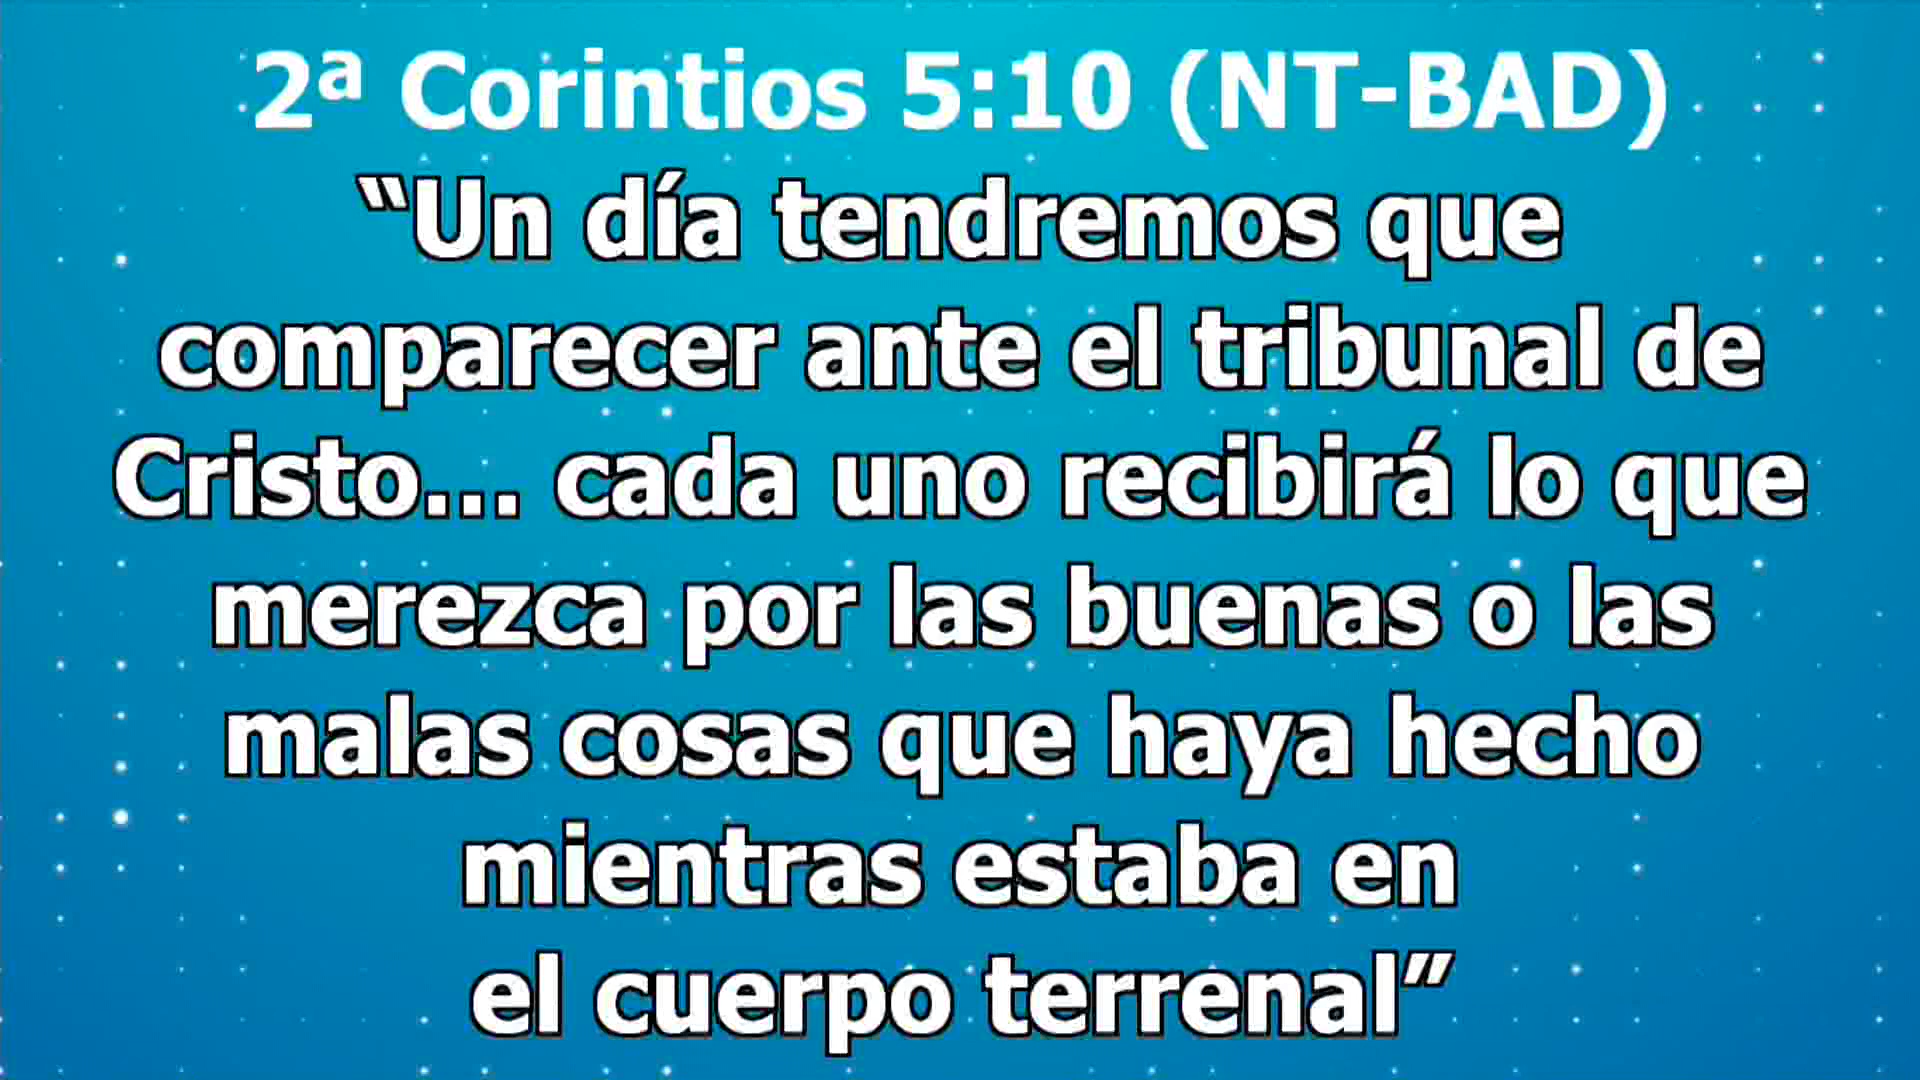 2ª Corintios 5:10 (NT-BAD)
“Un día tendremos que
comparecer ante el tribunal de
Cristo... cada uno recibirá lo que
merezca por las buenas o las
malas cosas que haya hecho
mientras estaba en
el cuerpo terrenal”